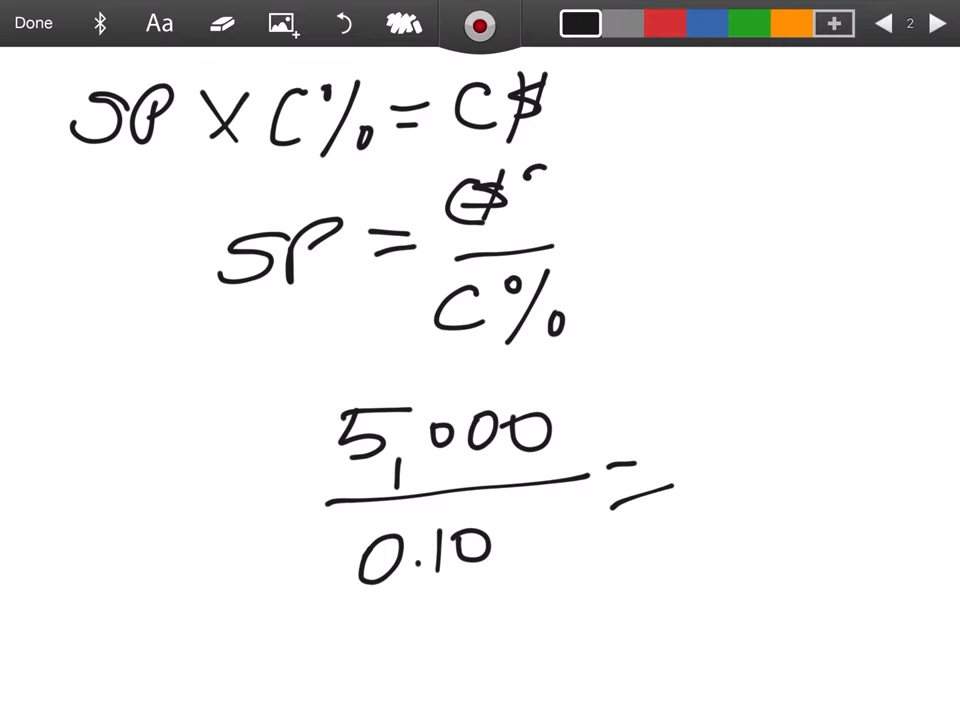 Done Aa 2
SP X C% = C$
SP = C$
C%
5,000
0.10 =